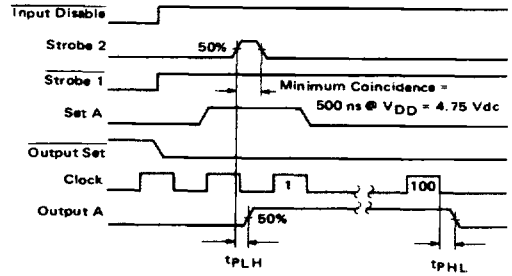 Input Disable
Strobe 2
50%
Strobe 1
Minimum Coincidence =
500 ns @ VDD = 4.75 Vdc
Set A
Output Set
Clock
1
100
Output A
50%
tPLH
tPHL